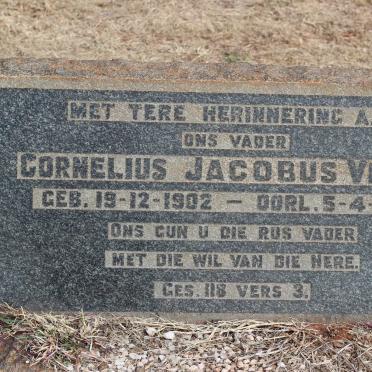 MET TERE HERINNERING A
ONS VADER
CORNELIUS JACOBUS V
GEB. 19-12-1902 — OORL. 5-4-
ONS GUN U DIE RUS VADER
MET DIE WIL VAN DIE HERE.
GES. 118 VERS 3.